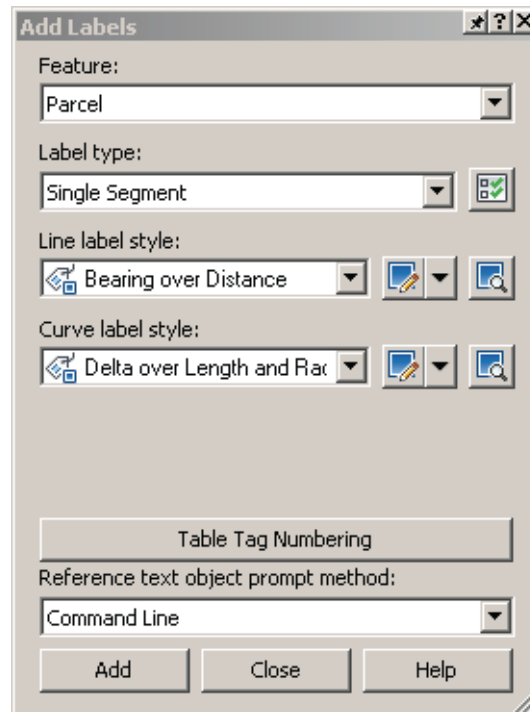 Add Labels
Feature:
Parcel
Label type:
Single Segment
Line label style:
Bearing over Distance
Curve label style:
Delta over Length and Rac
Table Tag Numbering
Reference text object prompt method:
Command Line
Add Close Help